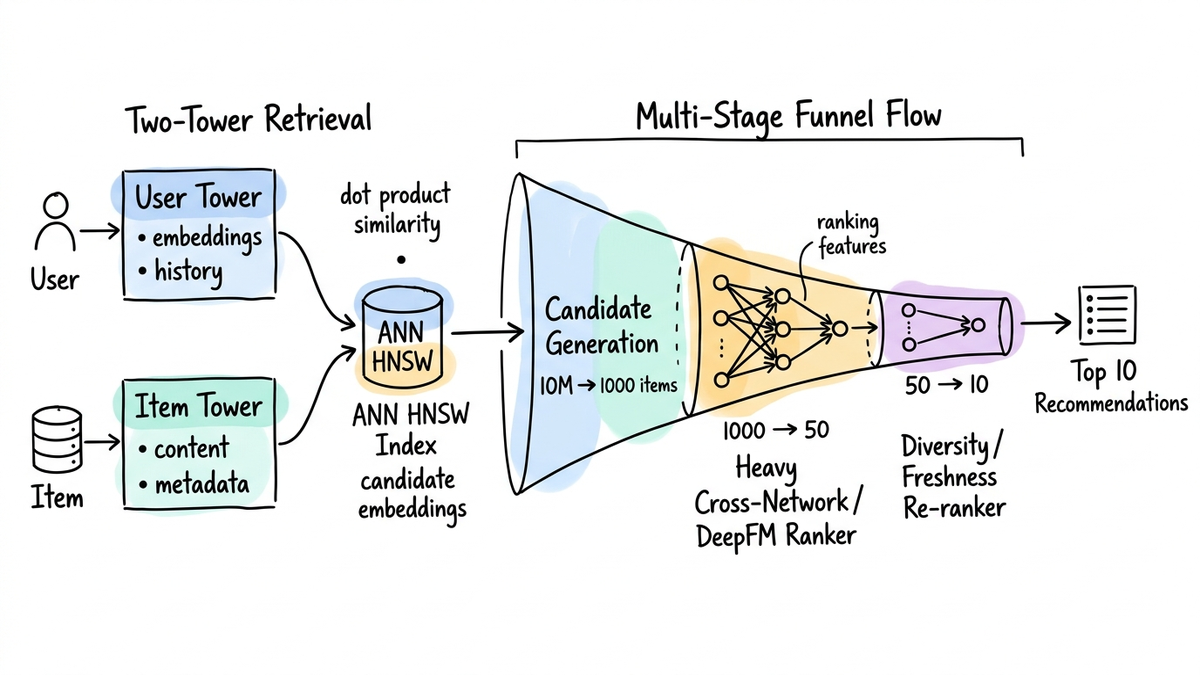 Two-Tower Retrieval
Multi-Stage Funnel Flow
User
User Tower
• embeddings
• history
Item
Item Tower
• content
• metadata
dot product
similarity
ANN
HNSW
ANN HNSW
Index
candidate
embeddings
Candidate
Generation
10M → 1000 items
ranking
features
1000 → 50
Heavy
Cross-Network/
DeepFM Ranker
50 → 10
Diversity/
Freshness
Re-ranker
Top 10
Recommendations